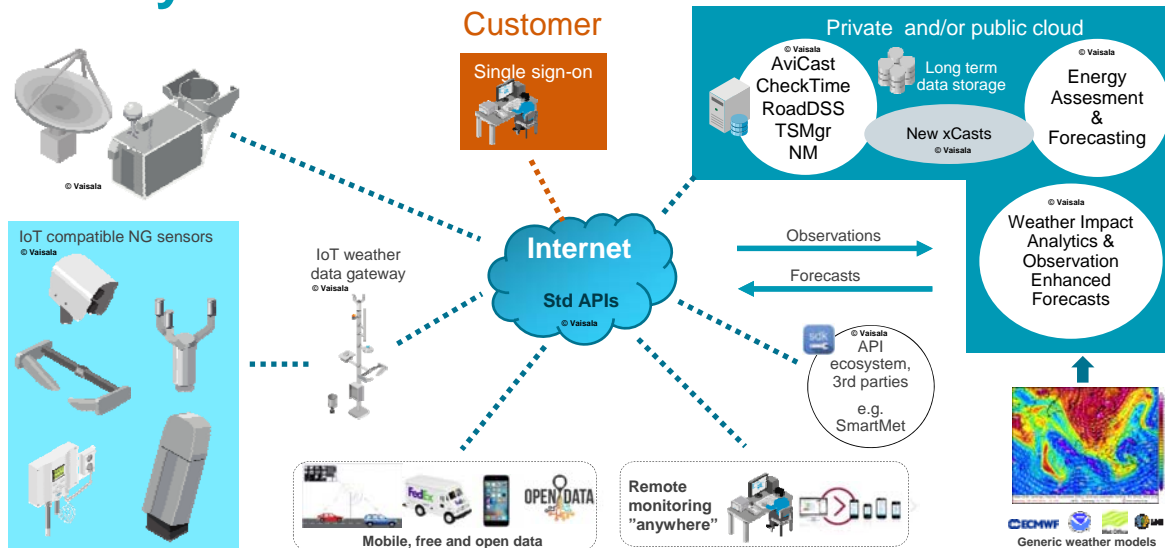 Customer
Single sign-on
Private and/or public cloud
© Vaisala
AviCast
CheckTime
RoadDSS
TSMgr
NM
Long term
data storage
New xCasts
© Vaisala
© Vaisala
Energy
Assesment
&
Forecasting
© Vaisala
Weather Impact
Analytics &
Observation
Enhanced
Forecasts
© Vaisala
IoT compatible NG sensors
© Vaisala
IoT weather
data gateway
© Vaisala
Internet
Std APIs
© Vaisala
Observations
Forecasts
sdk
© Vaisala
API
ecosystem,
3rd parties
e.g.
SmartMet
FedEx
OPEN DATA
Mobile, free and open data
Remote
monitoring
”anywhere”
ECMWF
Met Office
Generic weather models